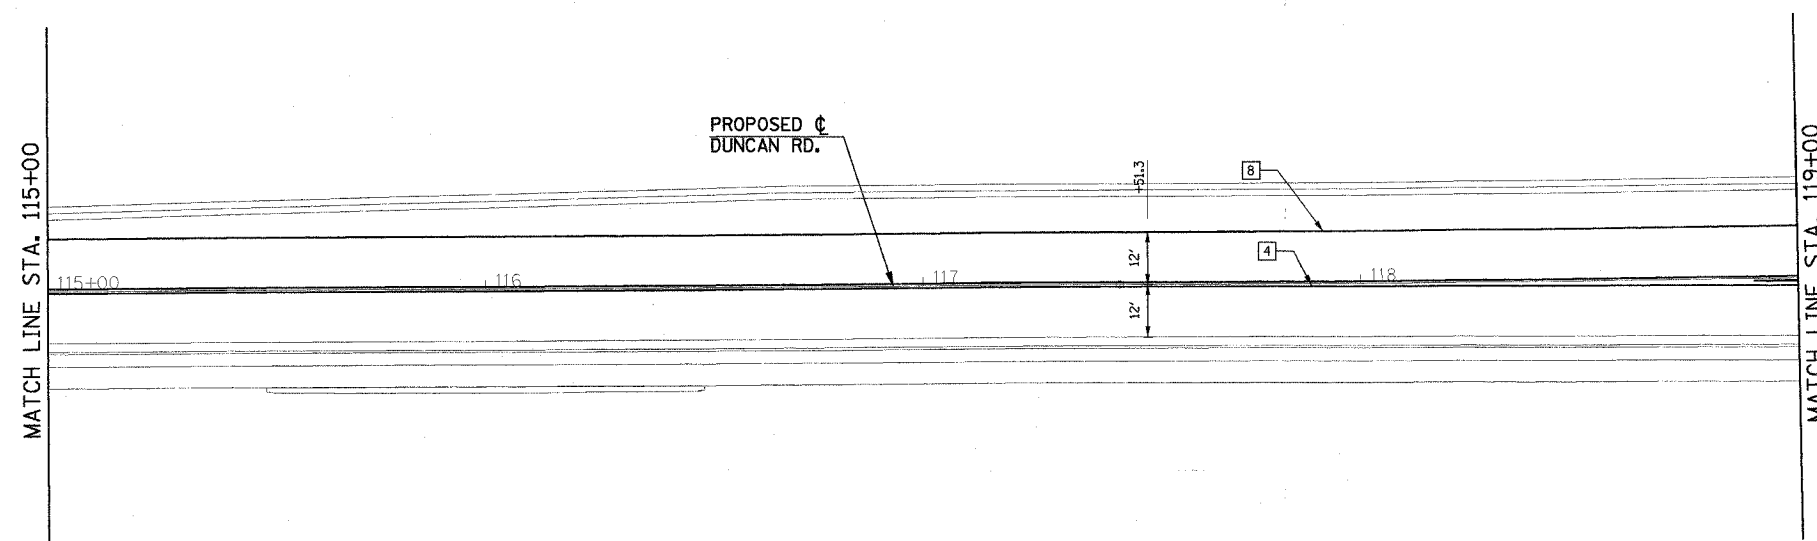 MATCH LINE STA. 115+00
PROPOSED ℄
DUNCAN RD.
+51.3
8
4
12'
12'
115+00
116
117
118
MATCH LINE STA. 119+00